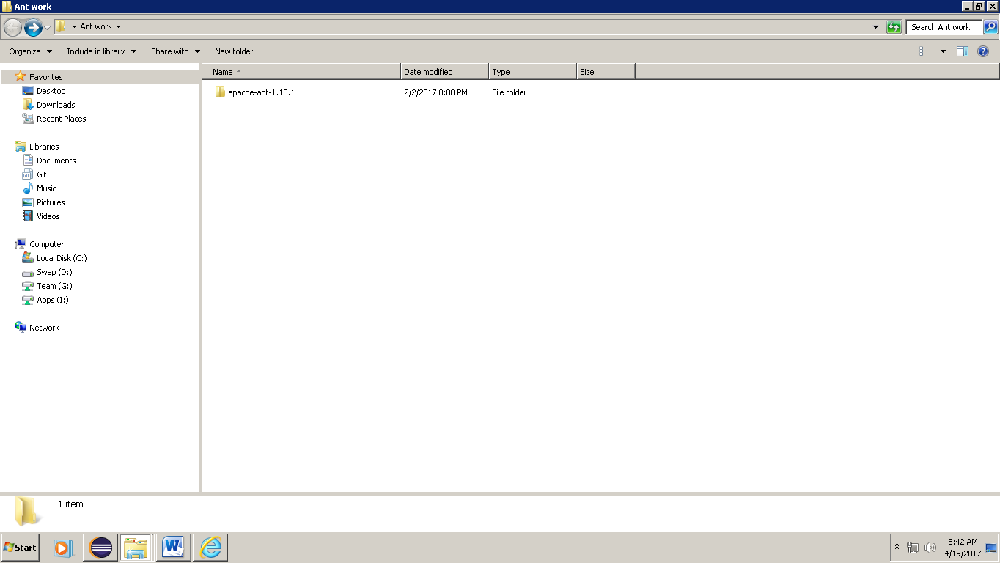 Ant work
Ant work
Search Ant work
Organize Include in library Share with New folder
Name Date modified Type Size
apache-ant-1.10.1 2/2/2017 8:00 PM File folder
Favorites
Desktop
Downloads
Recent Places
Libraries
Documents
Git
Music
Pictures
Videos
Computer
Local Disk (C:)
Swap (D:)
Team (G:)
Apps (I:)
Network
1 item
Start
8:42 AM
4/19/2017